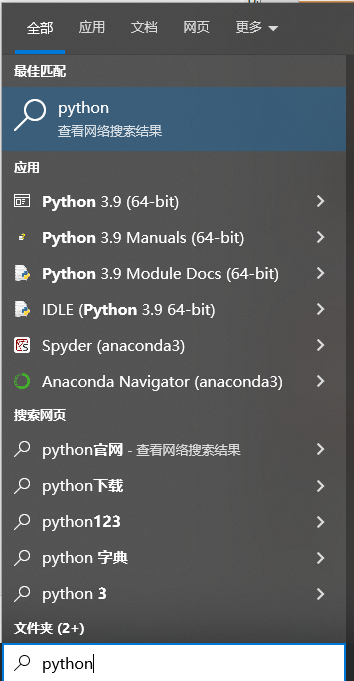 全部 应用 文档 网页 更多
最佳匹配
python
查看网络搜索结果
应用
Python 3.9 (64-bit)
Python 3.9 Manuals (64-bit)
Python 3.9 Module Docs (64-bit)
IDLE (Python 3.9 64-bit)
Spyder (anaconda3)
Anaconda Navigator (anaconda3)
搜索网页
python官网 - 查看网络搜索结果
python下载
python123
python 字典
python 3
文件夹 (2+)
python